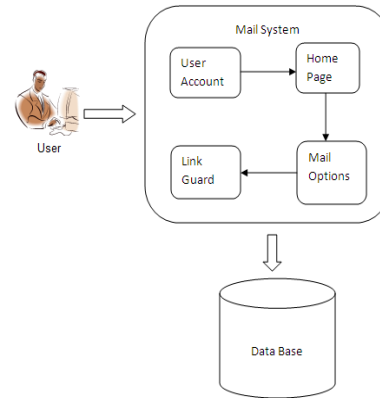 Mail System
User
Account
Home
Page
User
Link
Guard
Mail
Options
Data Base